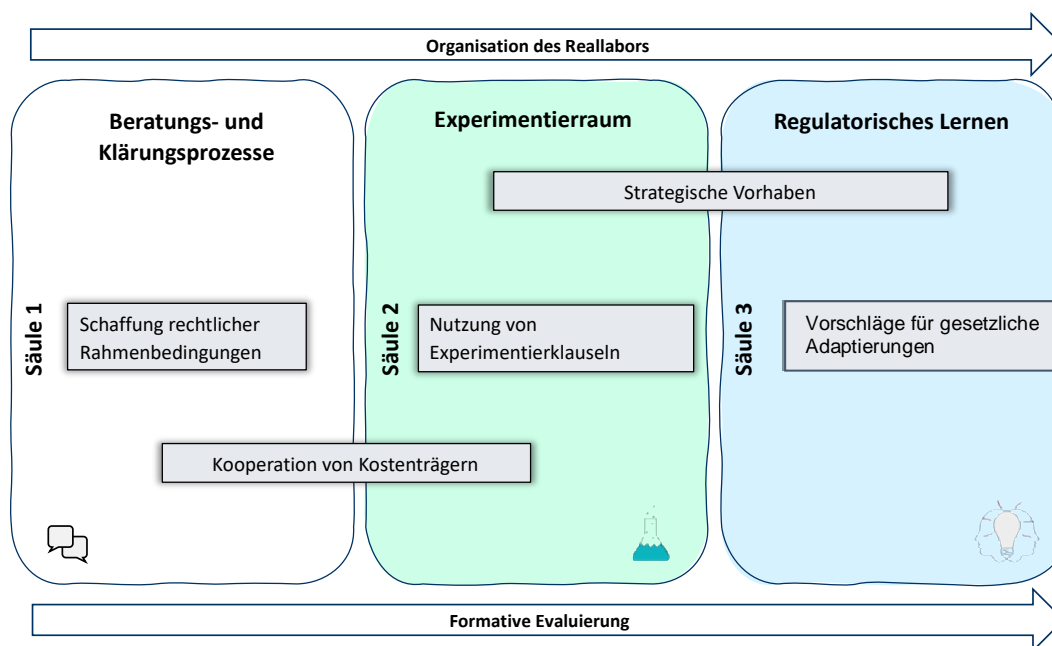 Organisation des Reallabors
Beratungs- und
Klärungsprozesse
Experimentierraum
Regulatorisches Lernen
Strategische Vorhaben
Säule 1
Schaffung rechtlicher
Rahmenbedingungen
Säule 2
Nutzung von
Experimentierklauseln
Säule 3
Vorschläge für gesetzliche
Adaptierungen
Kooperation von Kostenträgern
Formative Evaluierung